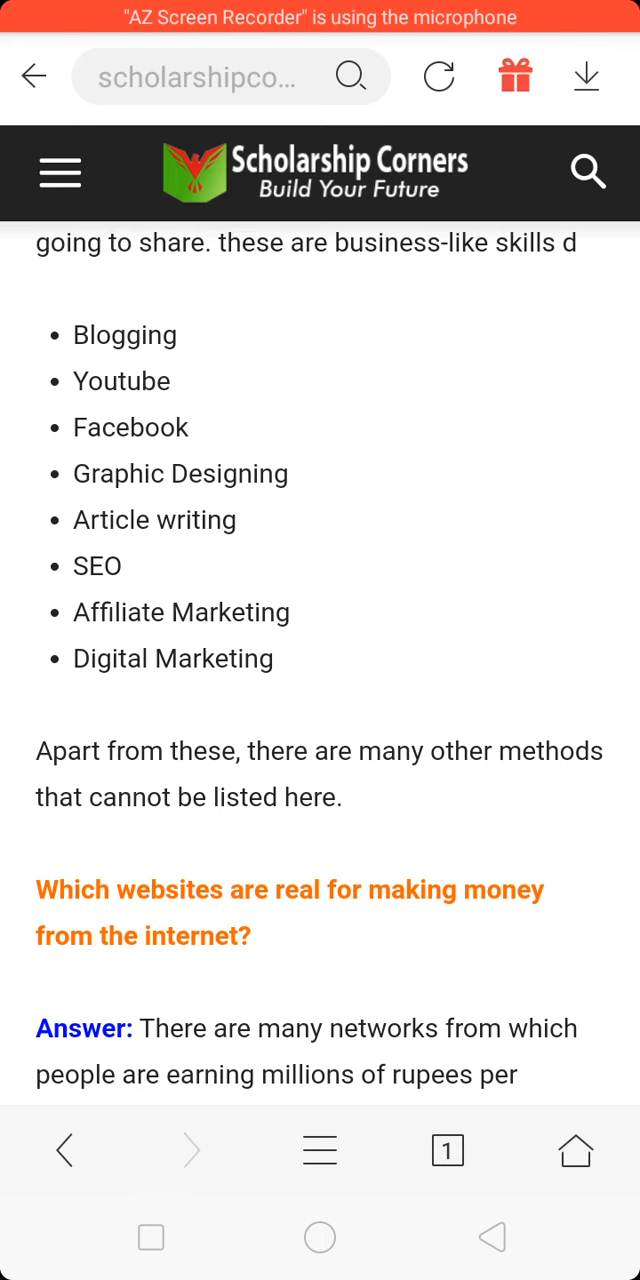 "AZ Screen Recorder" is using the microphone
scholarshipco...
Scholarship Corners
Build Your Future
going to share. these are business-like skills d
• Blogging
• Youtube
• Facebook
• Graphic Designing
• Article writing
• SEO
• Affiliate Marketing
• Digital Marketing
Apart from these, there are many other methods
that cannot be listed here.
Which websites are real for making money
from the internet?
Answer: There are many networks from which
people are earning millions of rupees per
1